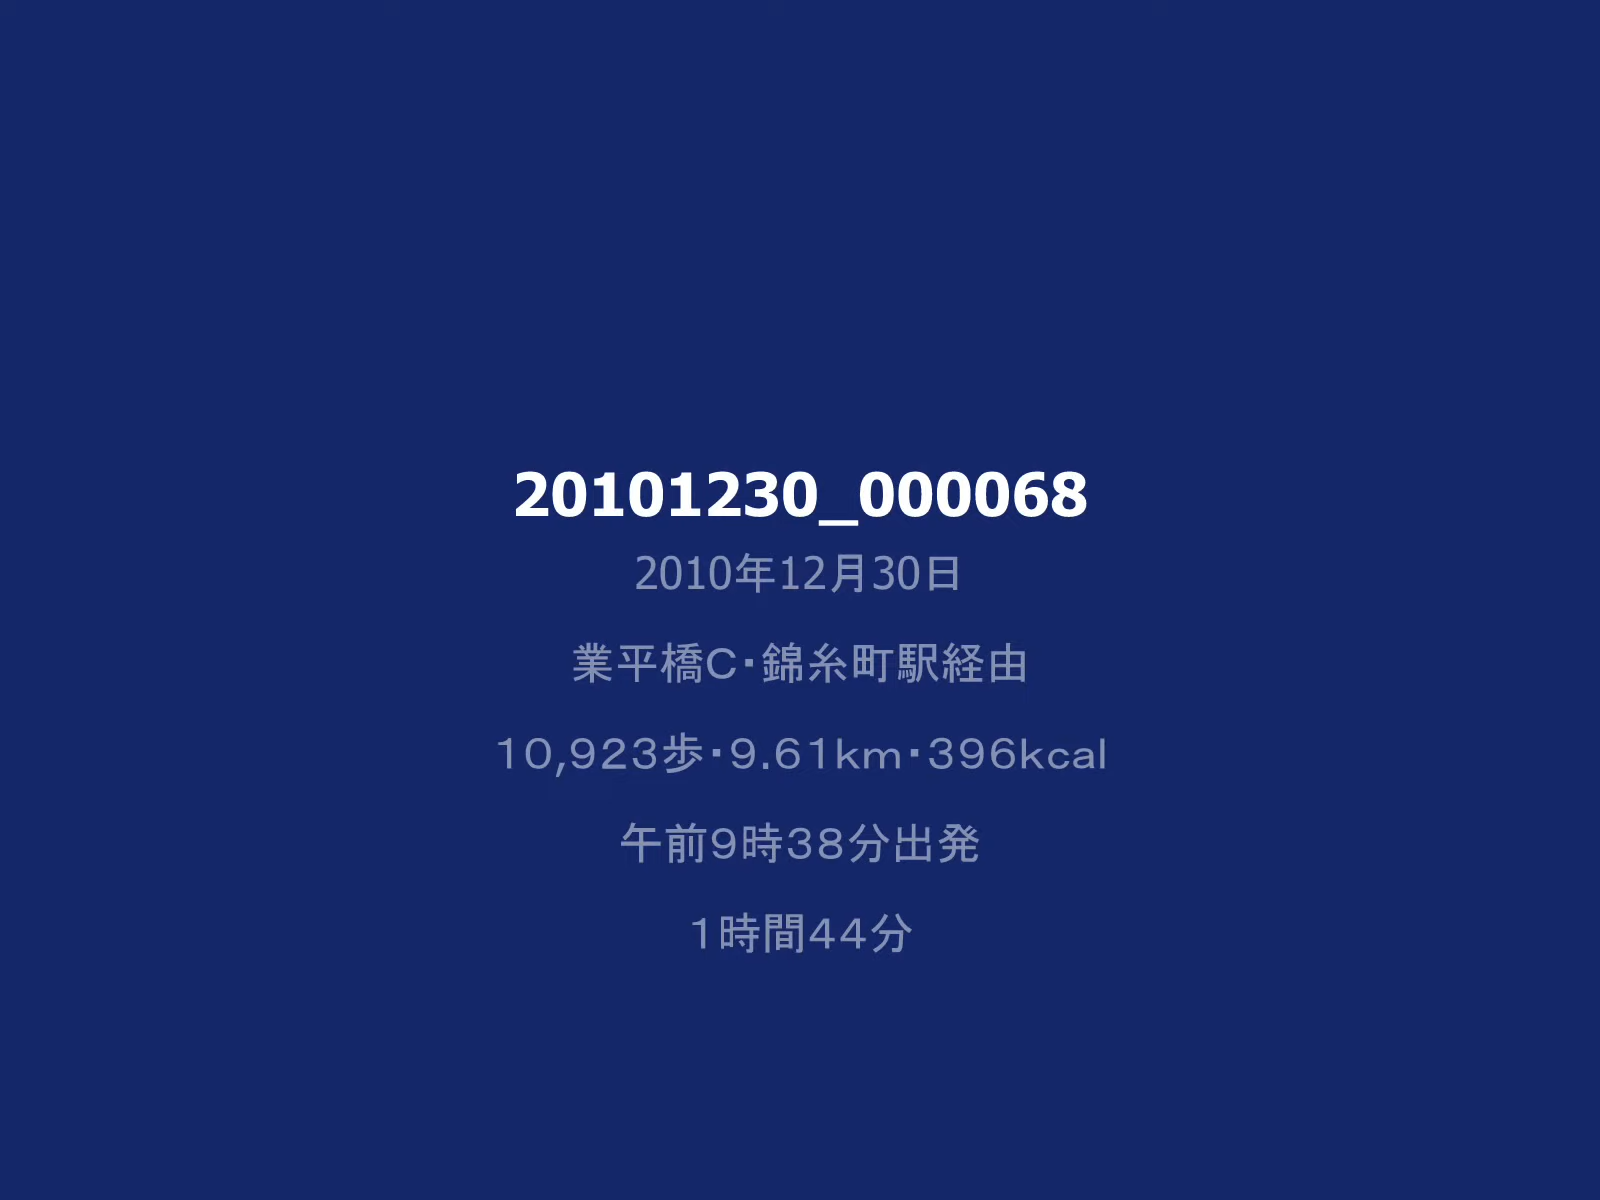 20101230_000068
2010年12月30日
業平橋Ｃ・錦糸町駅経由
１０,９２３歩・９.６１ｋｍ・３９６ｋｃａｌ
午前９時３８分出発
１時間４４分